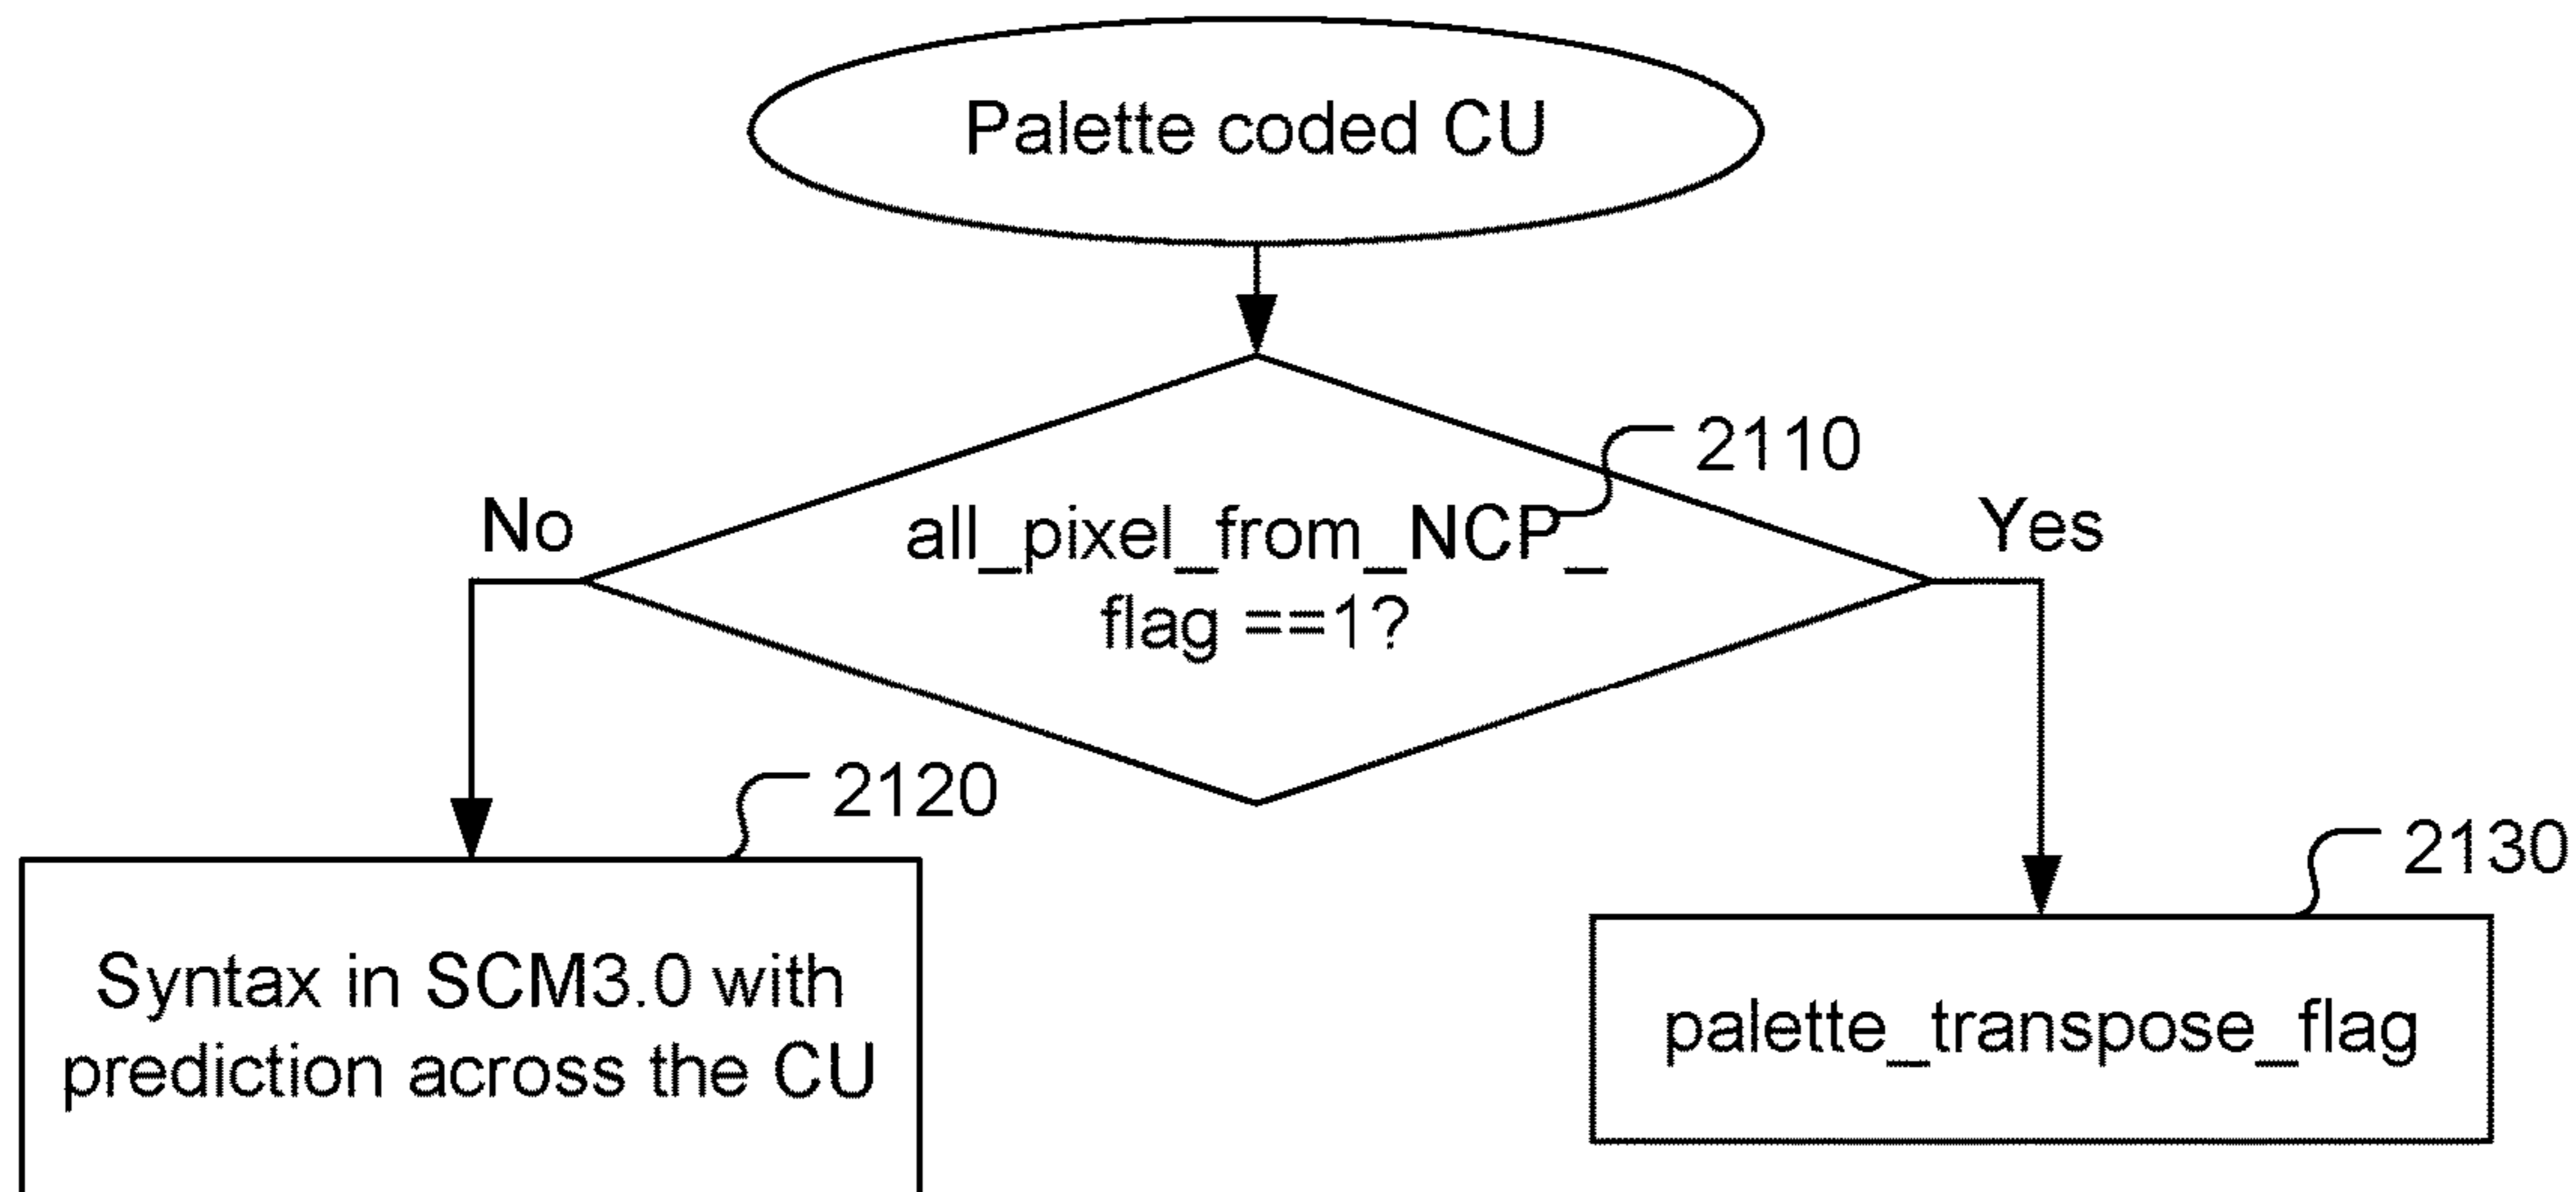 Palette coded CU
2110
No
all_pixel_from_NCP_
Yes
flag ==1?
2120
2130
Syntax in SCM3.0 with
prediction across the CU
palette_transpose_flag